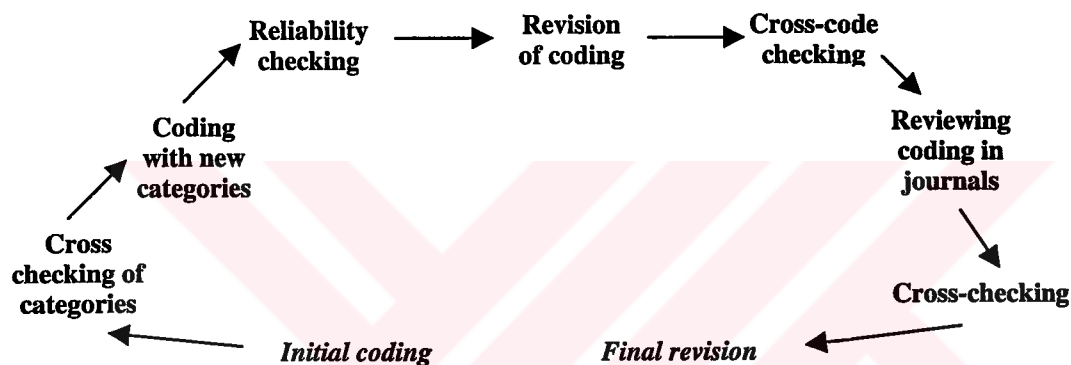 Reliability
checking
Revision
of coding
Cross-code
checking
Coding
with new
categories
Reviewing
coding in
journals
Cross
checking of
categories
Cross-checking
Initial coding
Final revision